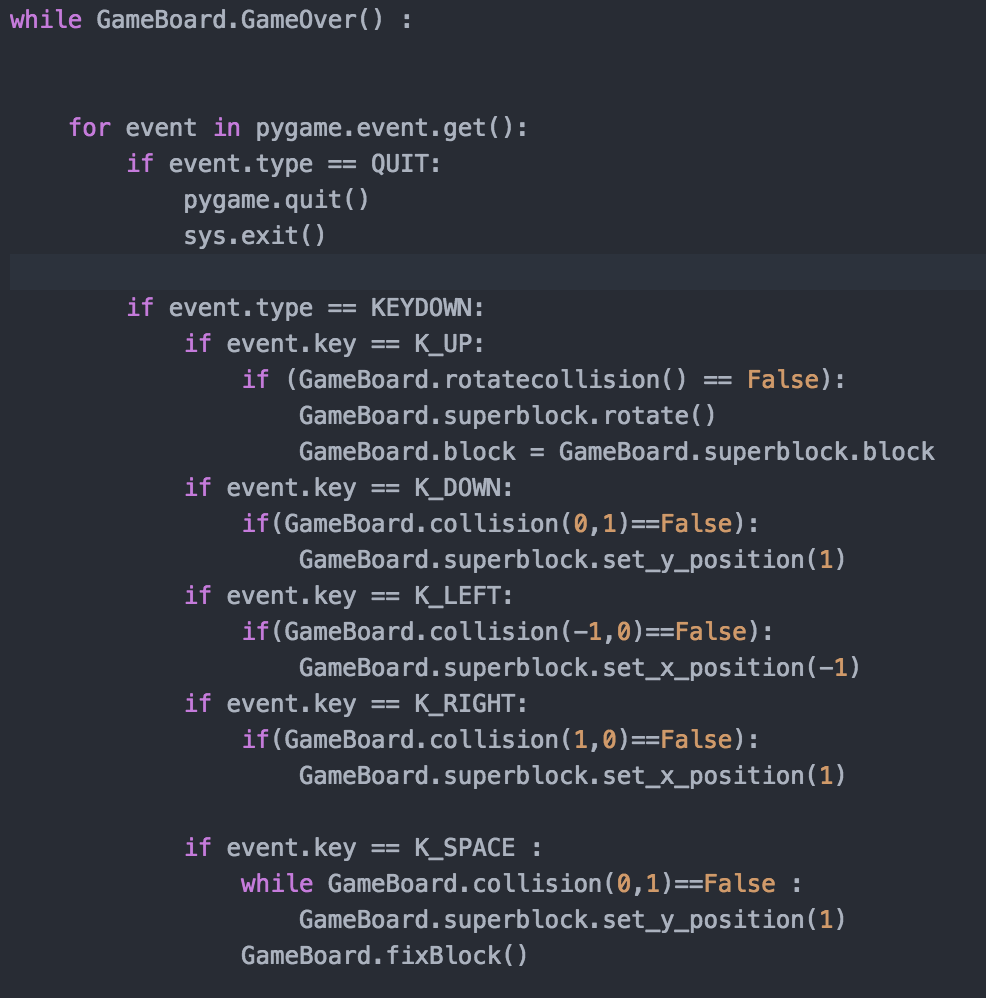 while GameBoard.GameOver() :
    for event in pygame.event.get():
        if event.type == QUIT:
            pygame.quit()
            sys.exit()
        if event.type == KEYDOWN:
            if event.key == K_UP:
                if (GameBoard.rotatecollision() == False):
                    GameBoard.superblock.rotate()
                    GameBoard.block = GameBoard.superblock.block
            if event.key == K_DOWN:
                if(GameBoard.collision(0,1)==False):
                    GameBoard.superblock.set_y_position(1)
            if event.key == K_LEFT:
                if(GameBoard.collision(-1,0)==False):
                    GameBoard.superblock.set_x_position(-1)
            if event.key == K_RIGHT:
                if(GameBoard.collision(1,0)==False):
                    GameBoard.superblock.set_x_position(1)
            if event.key == K_SPACE :
                while GameBoard.collision(0,1)==False :
                    GameBoard.superblock.set_y_position(1)
                GameBoard.fixBlock()